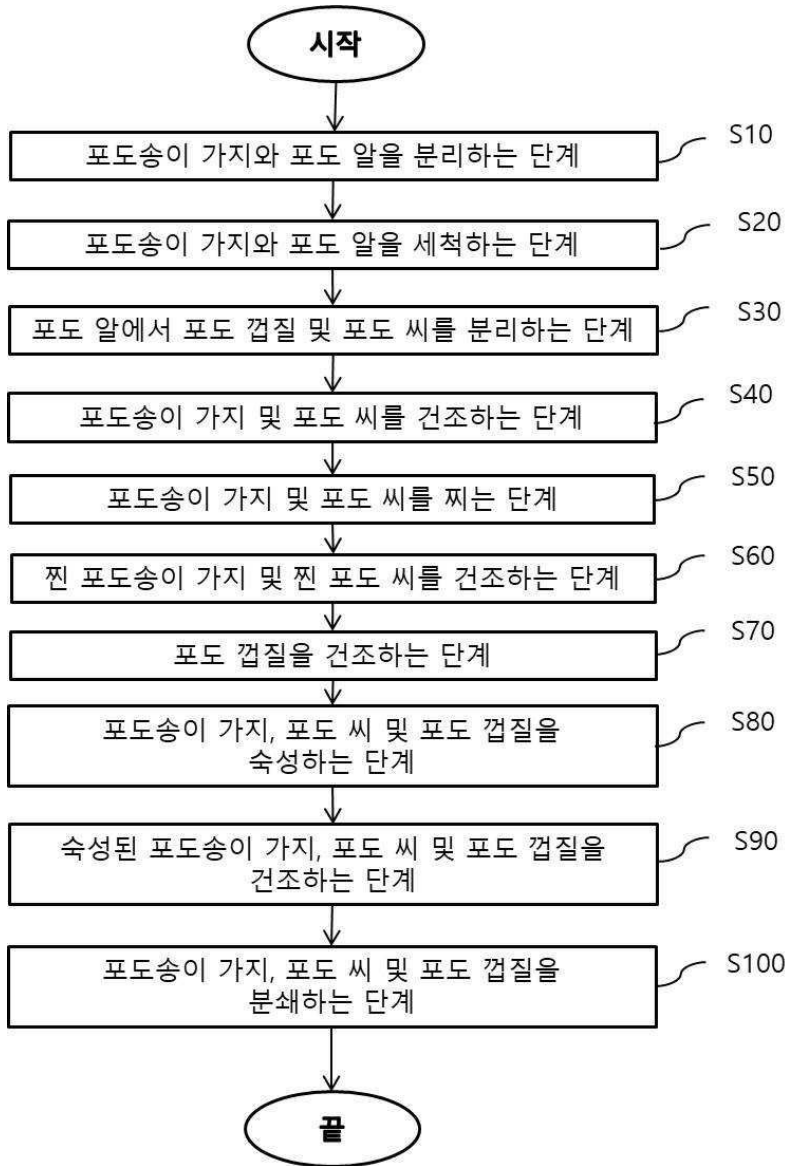 시작
포도송이 가지와 포도 알을 분리하는 단계
S10
포도송이 가지와 포도 알을 세척하는 단계
S20
포도 알에서 포도 껍질 및 포도 씨를 분리하는 단계
S30
포도송이 가지 및 포도 씨를 건조하는 단계
S40
포도송이 가지 및 포도 씨를 찌는 단계
S50
찐 포도송이 가지 및 찐 포도 씨를 건조하는 단계
S60
포도 껍질을 건조하는 단계
S70
포도송이 가지, 포도 씨 및 포도 껍질을
숙성하는 단계
S80
숙성된 포도송이 가지, 포도 씨 및 포도 껍질을
건조하는 단계
S90
포도송이 가지, 포도 씨 및 포도 껍질을
분쇄하는 단계
S100
끝